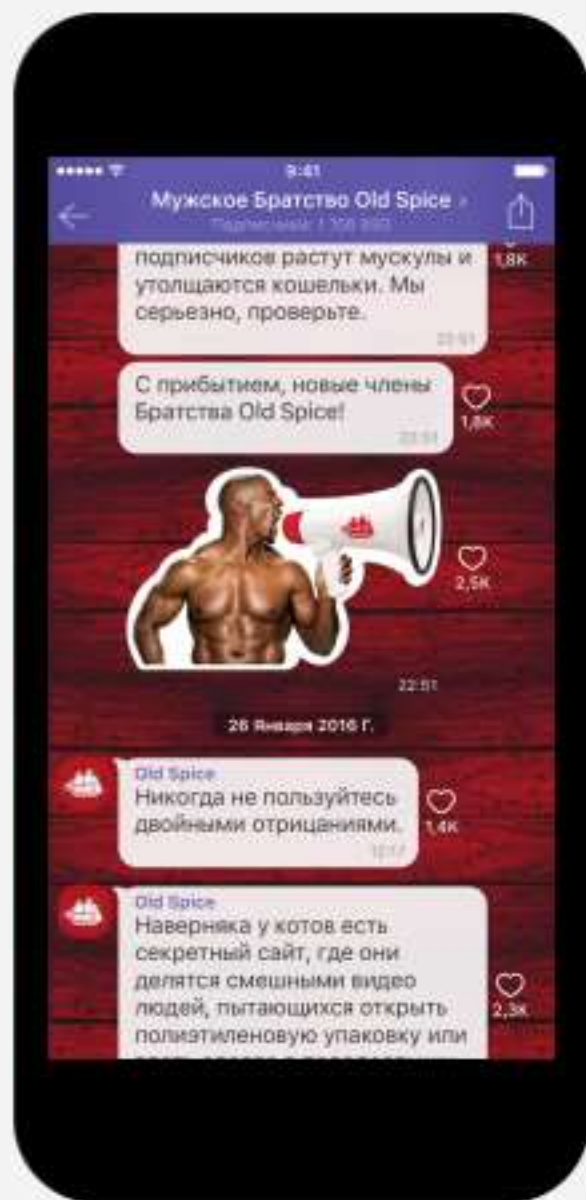 9:41
Мужское Братство Old Spice
подписчиков растут мускулы и
утолщаются кошельки. Мы
серьезно, проверьте.
22:51
1,8K
С прибытием, новые члены
Братства Old Spice!
22:51
1,8K
2,5K
22:51
26 Января 2016 Г.
Old Spice
Никогда не пользуйтесь
двойными отрицаниями.
1,4K
Old Spice
Наверняка у котов есть
секретный сайт, где они
делятся смешными видео
людей, пытающихся открыть
полиэтиленовую упаковку или
2,3K